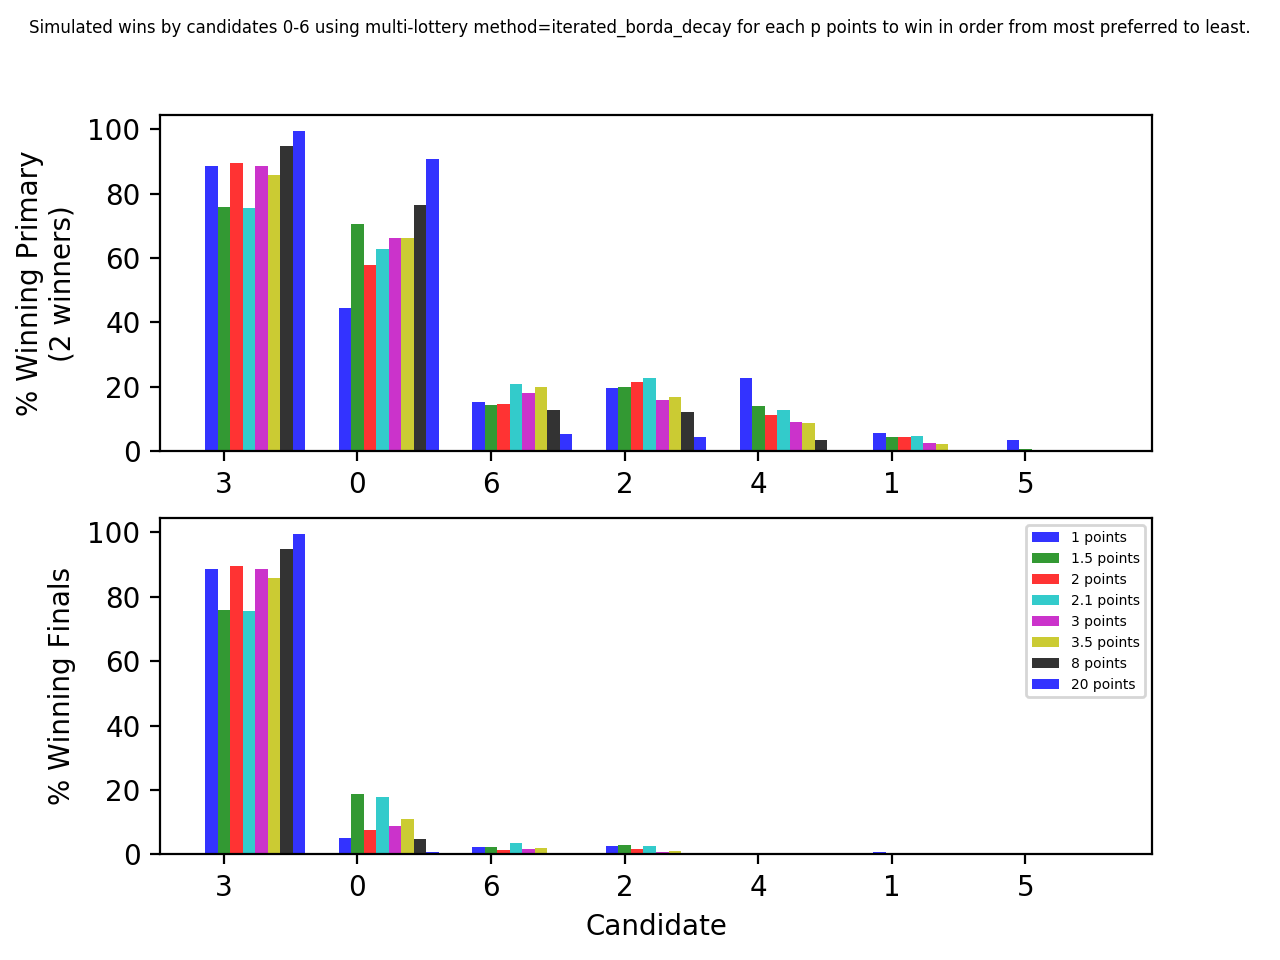 Simulated wins by candidates 0-6 using multi-lottery method=iterated_borda_decay for each p points to win in order from most preferred to least.
% Winning Primary
(2 winners)
100
80
60
40
20
0
3 0 6 2 4 1 5
% Winning Finals
100
80
60
40
20
0
1 points
1.5 points
2 points
2.1 points
3 points
3.5 points
8 points
20 points
3 0 6 2 4 1 5
Candidate